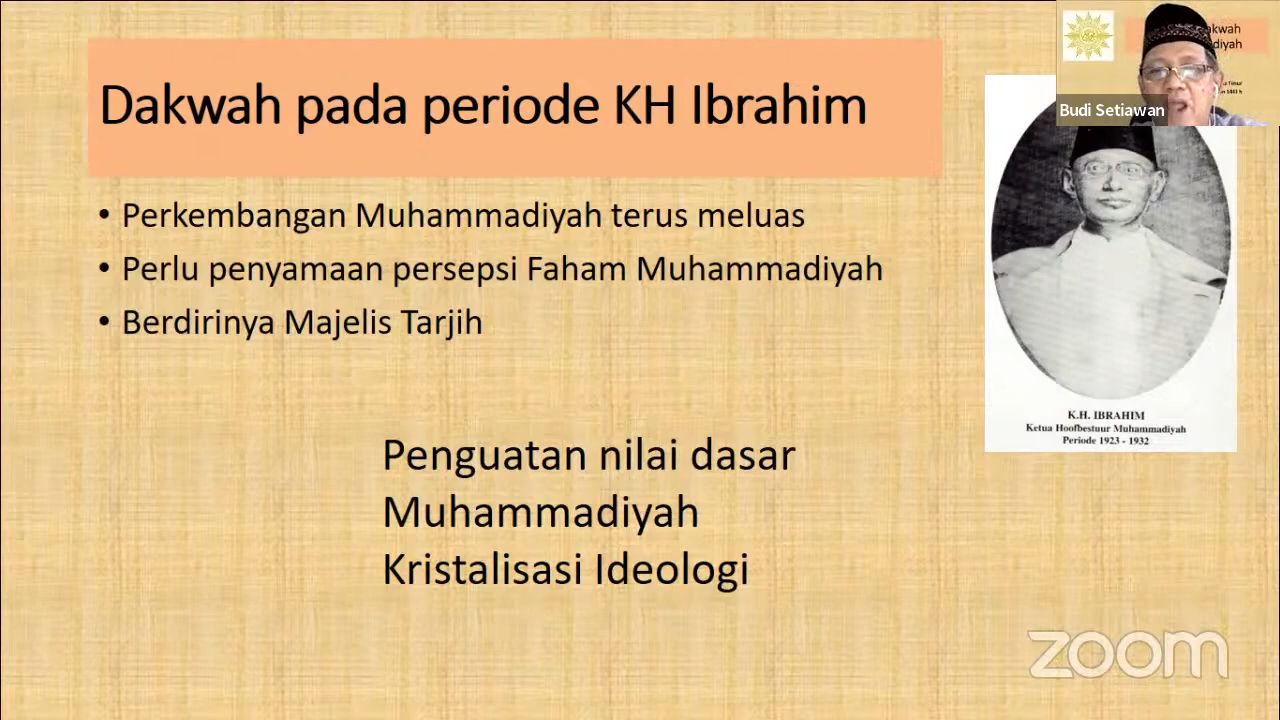 Dakwah pada periode KH Ibrahim
• Perkembangan Muhammadiyah terus meluas
• Perlu penyamaan persepsi Faham Muhammadiyah
• Berdirinya Majelis Tarjih
Penguatan nilai dasar
Muhammadiyah
Kristalisasi Ideologi
Budi Setiawan
K.H. IBRAHIM
Ketua Hoofbestuur Muhammadiyah
Periode 1923 - 1932
zoom